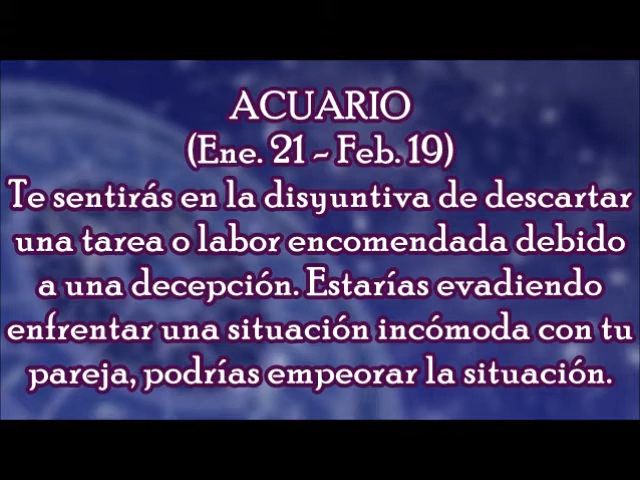 ACUARIO
(Ene. 21 - Feb. 19)
Te sentirás en la disyuntiva de descartar
una tarea o labor encomendada debido
a una decepción. Estarías evadiendo
enfrentar una situación incómoda con tu
pareja, podrías empeorar la situación.